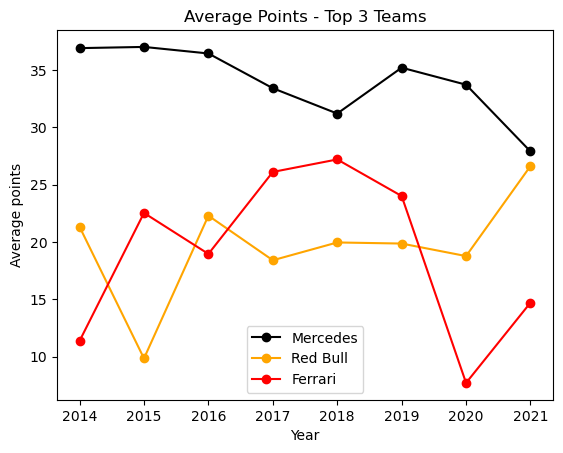 Average Points - Top 3 Teams
Average points
35
30
25
20
15
10
Mercedes
Red Bull
Ferrari
2014 2015 2016 2017 2018 2019 2020 2021
Year